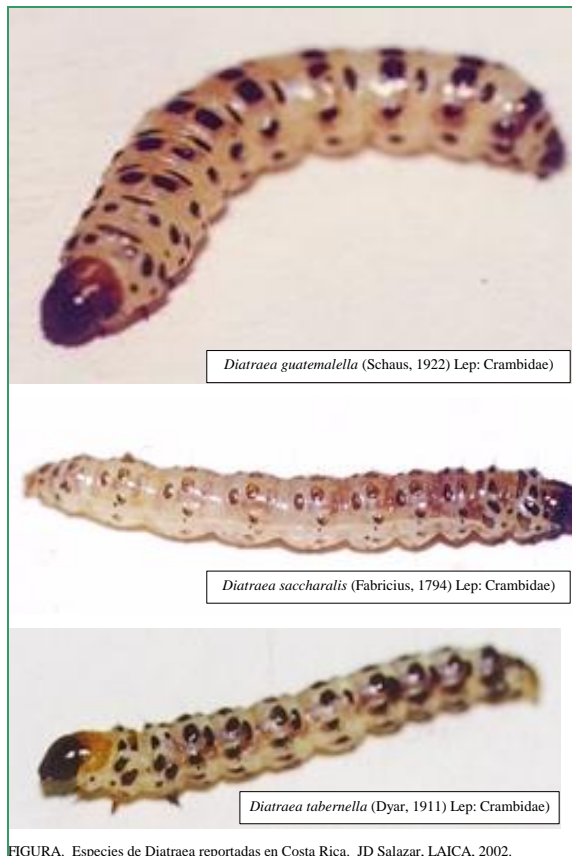 Diatraea guatemalella (Schaus, 1922) Lep: Crambidae)
Diatraea saccharalis (Fabricius, 1794) Lep: Crambidae)
Diatraea tabernella (Dyar, 1911) Lep: Crambidae)
FIGURA. Especies de Diatraea reportadas en Costa Rica. JD Salazar, LAICA, 2002.